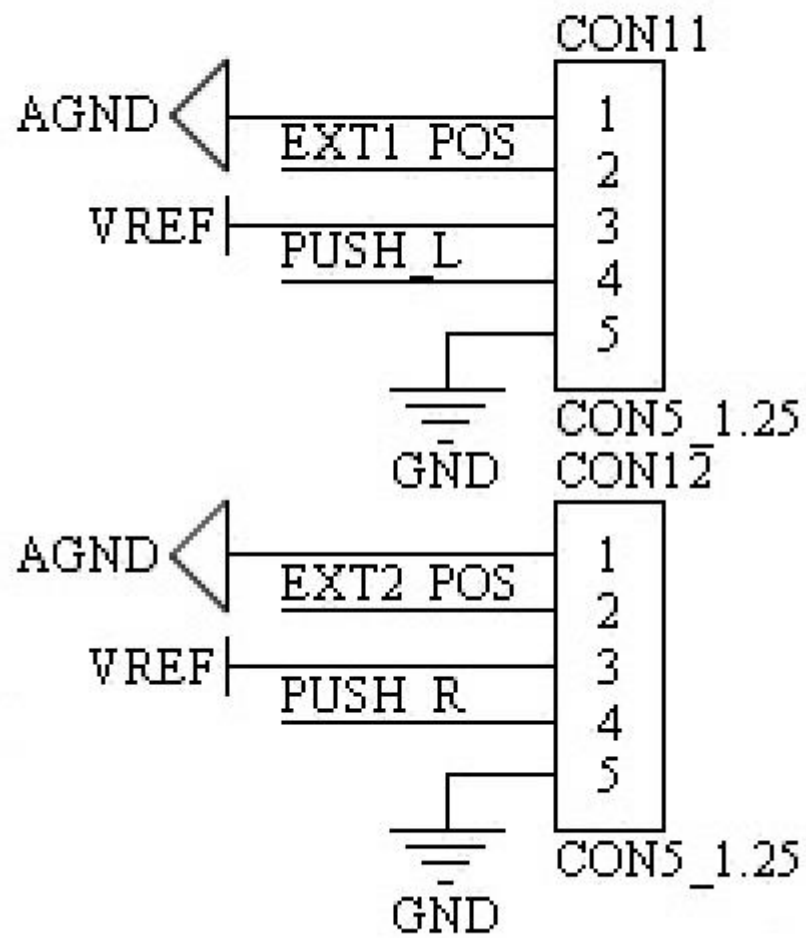 CON11
AGND
1
EXT1 POS
2
VREF
3
PUSH_L
4
5
CON5_1.25
GND
CON12
AGND
1
EXT2 POS
2
VREF
3
PUSH R
4
5
CON5_1.25
GND